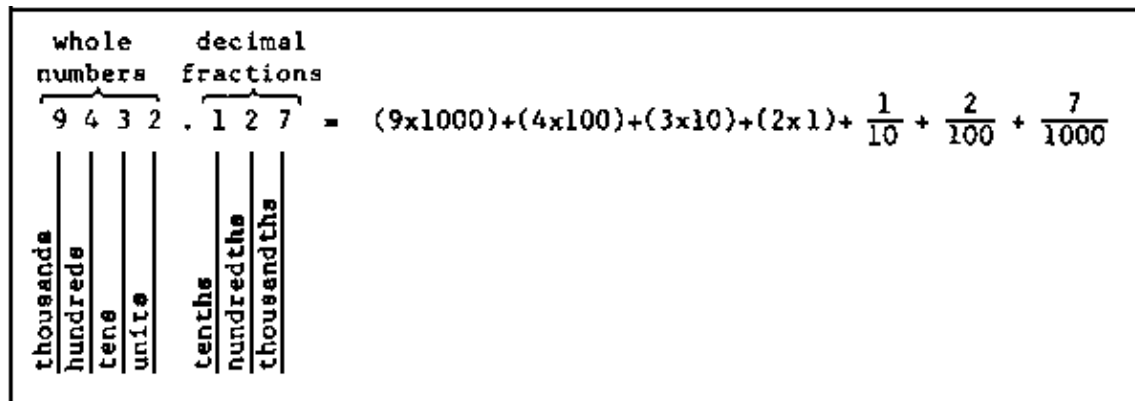 whole decimal
numbers fractions
9 4 3 2 . 1 2 7 = (9x1000)+(4x100)+(3x10)+(2x1)+ 1/10 + 2/100 + 7/1000
thousands
hundreds
tens
units
tenths
hundredths
thousandths